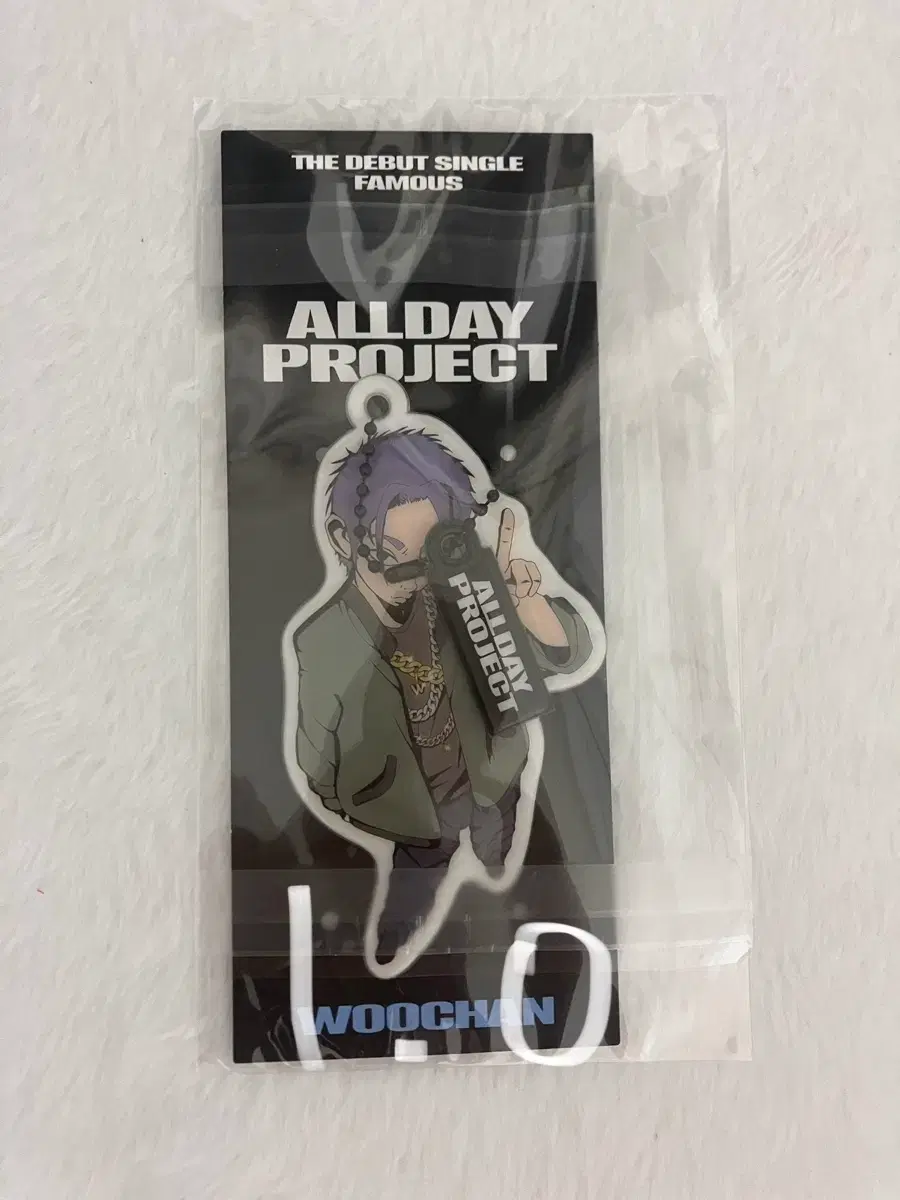 THE DEBUT SINGLE
FAMOUS
ALLDAY
PROJECT
ALLDAY
PROJECT
W
WOOCHAN
1.0